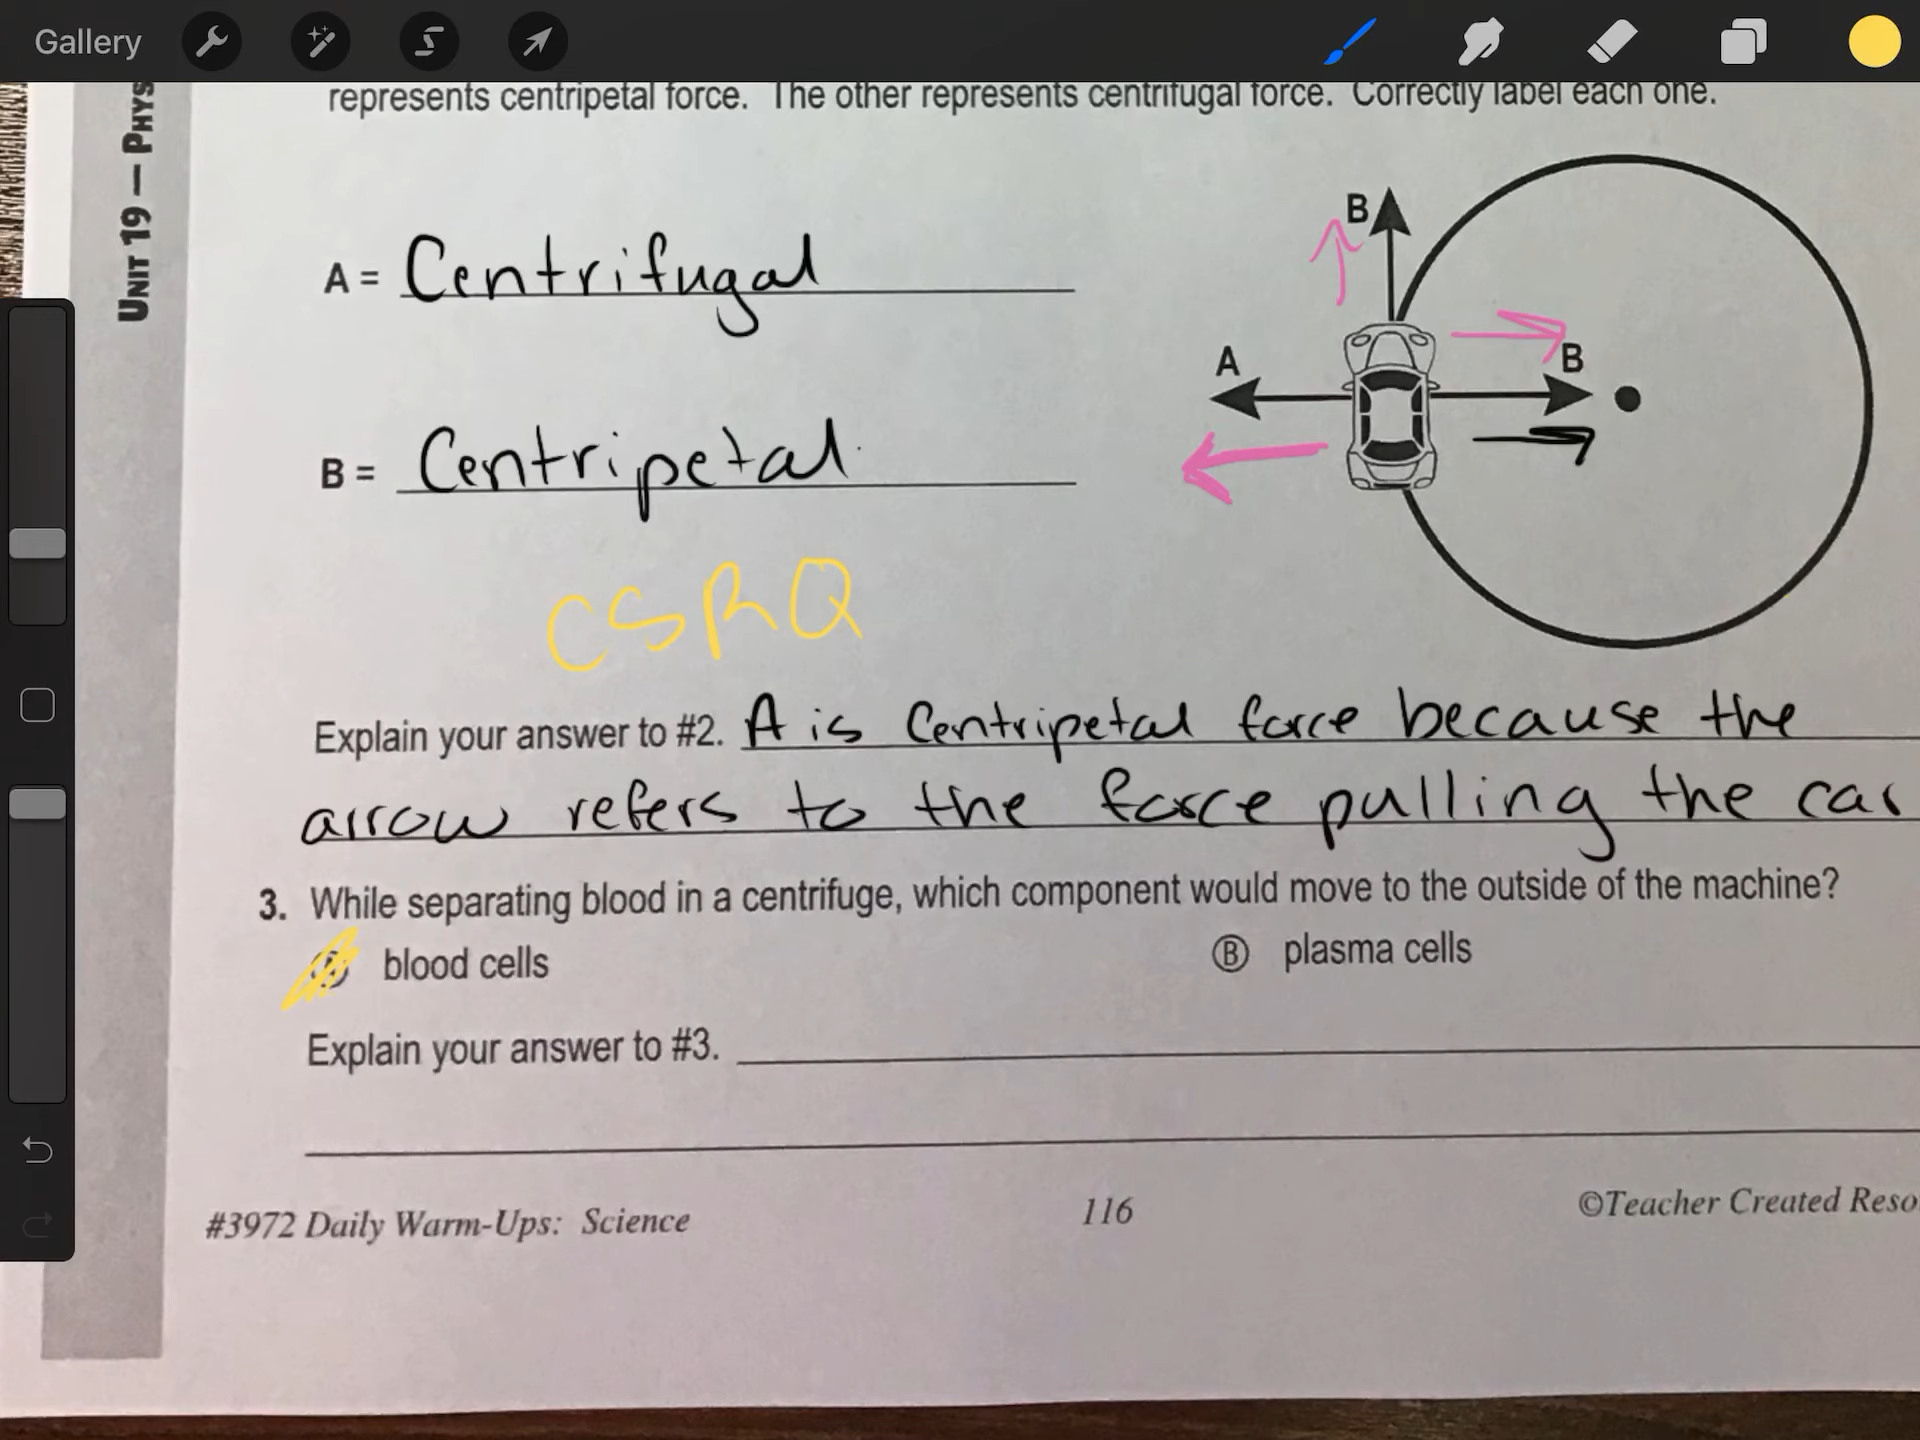 Gallery
represents centripetal force. The other represents centrifugal force. Correctly label each one.
UNIT 19 — PHYS
A = Centrifugal
B
A
B
B = Centripetal
CSRQ
Explain your answer to #2. A is Centripetal force because the
arrow refers to the force pulling the car
3. While separating blood in a centrifuge, which component would move to the outside of the machine?
blood cells
Ⓑ plasma cells
Explain your answer to #3.
#3972 Daily Warm-Ups: Science
116
©Teacher Created Reso